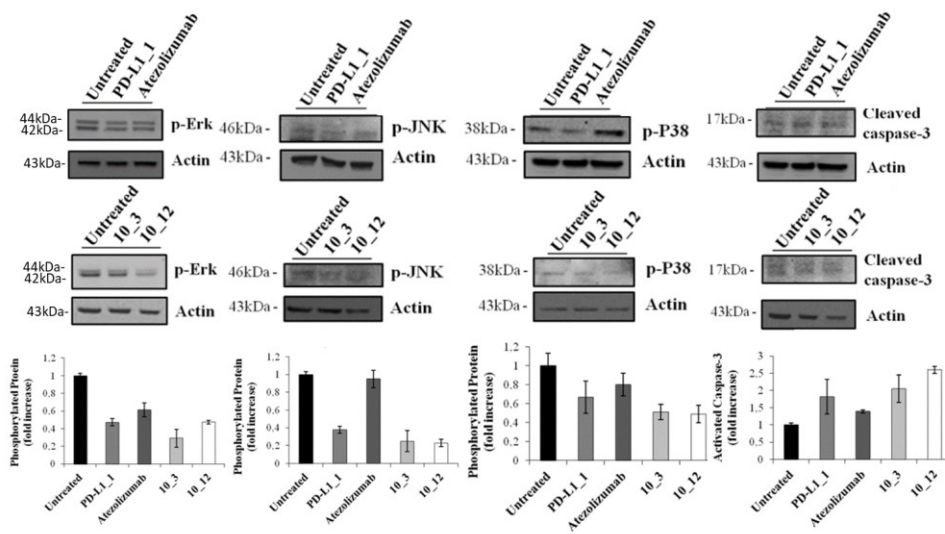 Untreated PD-L1_1 Atezolizumab
44kDa-
42kDa-
p-Erk
43kDa-
Actin
Untreated PD-L1_1 Atezolizumab
46kDa-
p-JNK
43kDa-
Actin
Untreated PD-L1_1 Atezolizumab
38kDa-
p-P38
43kDa-
Actin
Untreated PD-L1_1 Atezolizumab
17kDa-
Cleaved
caspase-3
43kDa-
Actin
Untreated 10_3 10_12
44kDa-
42kDa-
p-Erk
43kDa-
Actin
Untreated 10_3 10_12
46kDa-
p-JNK
43kDa-
Actin
Untreated 10_3 10_12
38kDa-
p-P38
43kDa-
Actin
Untreated 10_3 10_12
17kDa-
Cleaved
caspase-3
43kDa-
Actin
Phosphorylated Ptoein
(fold increase)
1.2
1
0.8
0.6
0.4
0.2
0
Untreated PD-L1_1 Atezolizumab 10_3 10_12
Phosphorylated Protein
(fold increase)
1.2
1
0.8
0.6
0.4
0.2
0
Untreated PD-L1_1 Atezolizumab 10_3 10_12
Phosphorylated Protein
(fold increase)
1.2
1
0.8
0.6
0.4
0.2
0
Untreated PD-L1_1 Atezolizumab 10_3 10_12
Activated Caspase-3
(fold increase)
3
2.5
2
1.5
1
0.5
0
Untreated PD-L1_1 Atezolizumab 10_3 10_12